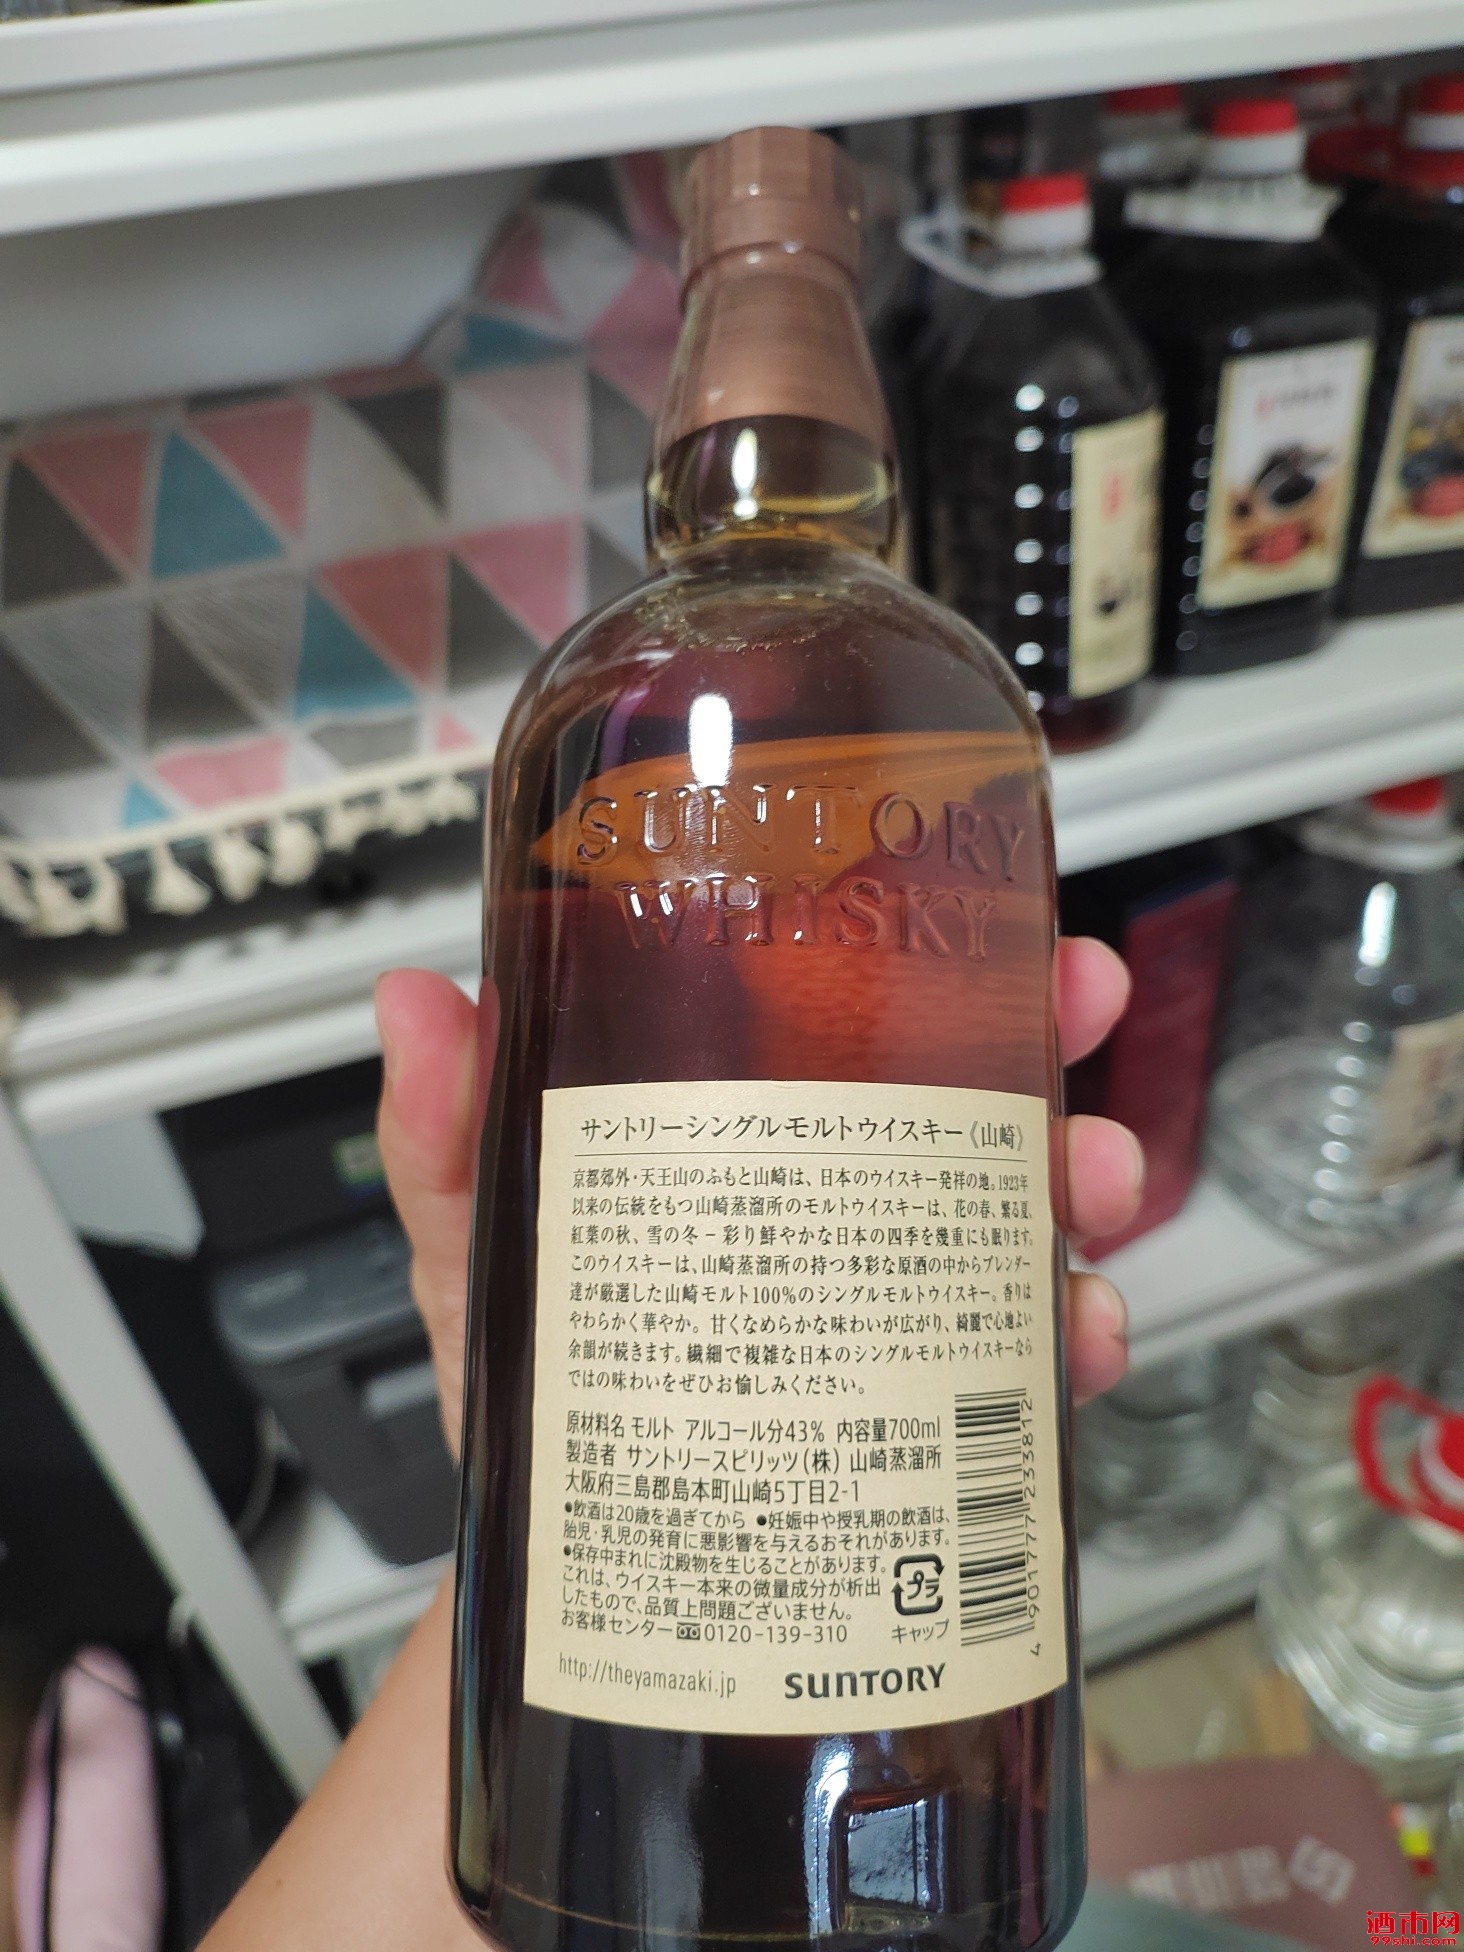 SUNTORY
WHISKY
サントリーシングルモルトウイスキー《山崎》
京都郊外・天王山のふもと山崎は、日本のウイスキー発祥の地。1923年
以来の伝統をもつ山崎蒸溜所のモルトウイスキーは、花の春、繁る夏、
紅葉の秋、雪の冬－彩り鮮やかな日本の四季を幾重にも眠ります。
このウイスキーは、山崎蒸溜所の持つ多彩な原酒の中からブレンダー
達が厳選した山崎モルト100%のシングルモルトウイスキー。香りは
やわらかく華やか。甘くなめらかな味わいが広がり、綺麗で心地よい
余韻が続きます。繊細で複雑な日本のシングルモルトウイスキーなら
ではの味わいをぜひお愉しみください。
原材料名 モルト アルコール分43% 内容量700ml
製造者 サントリースピリッツ(株) 山崎蒸溜所
大阪府三島郡島本町山崎5丁目2-1
●飲酒は20歳を過ぎてから ●妊娠中や授乳期の飲酒は、
胎児・乳児の発育に悪影響を与えるおそれがあります。
●保存中まれに沈殿物を生じることがあります。
これは、ウイスキー本来の微量成分が析出
したもので、品質上問題ございません。
お客様センター 0120-139-310
プラ
キャップ
4 901777 233812
http://theyamazaki.jp
SUNTORY
酒市网
99shi.com